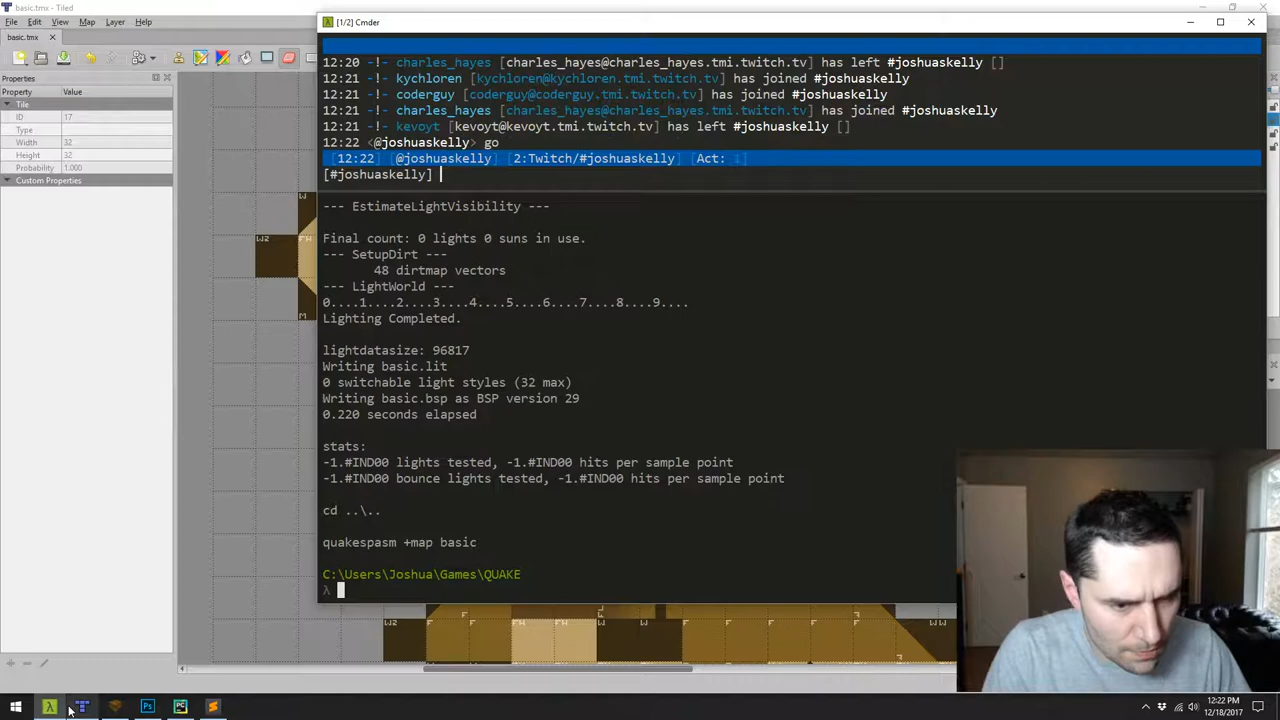 basic.tmx - Tiled
File Edit View Map Layer Help
basic.tmx
Properties
Property Value
Tile
ID 17
Type
Width 32
Height 32
Probability 1.000
Custom Properties
[1/2] Cmder
12:20 -!- charles_hayes [charles_hayes@charles_hayes.tmi.twitch.tv] has left #joshuaskelly []
12:21 -!- kychloren [kychloren@kychloren.tmi.twitch.tv] has joined #joshuaskelly
12:21 -!- coderguy [coderguy@coderguy.tmi.twitch.tv] has joined #joshuaskelly
12:21 -!- charles_hayes [charles_hayes@charles_hayes.tmi.twitch.tv] has joined #joshuaskelly
12:21 -!- kevoyt [kevoyt@kevoyt.tmi.twitch.tv] has left #joshuaskelly []
12:22 <@joshuaskelly> go
[12:22] [@joshuaskelly] [2:Twitch/#joshuaskelly] [Act: ]
[#joshuaskelly]
--- EstimateLightVisibility ---
Final count: 0 lights 0 suns in use.
--- SetupDirt ---
48 dirtmap vectors
--- LightWorld ---
0....1....2....3....4....5....6....7....8....9....
Lighting Completed.
lightdatasize: 96817
Writing basic.lit
0 switchable light styles (32 max)
Writing basic.bsp as BSP version 29
0.220 seconds elapsed
stats:
-1.#IND00 lights tested, -1.#IND00 hits per sample point
-1.#IND00 bounce lights tested, -1.#IND00 hits per sample point
cd ..\..
quakespasm +map basic
C:\Users\Joshua\Games\QUAKE
λ
W
W2 FW
M
F F
W2 F F FW FW W W F F F F F WW
12:22 PM
12/18/2017